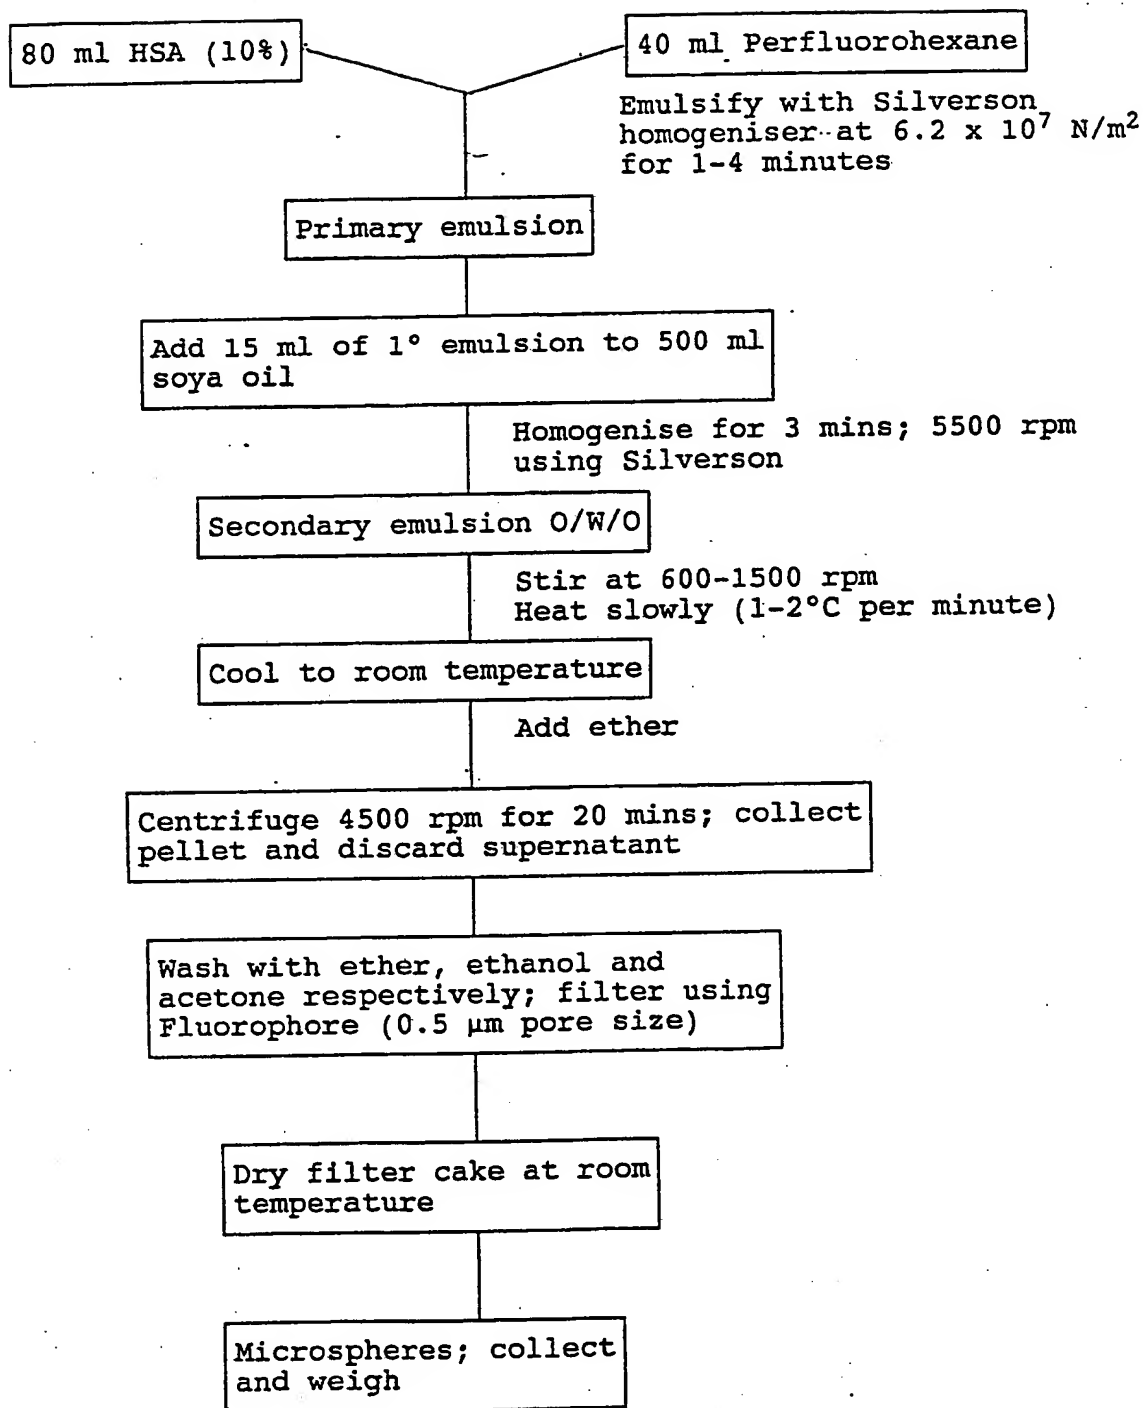 80 ml HSA (10%)
40 ml Perfluorohexane
Emulsify with Silverson
homogeniser at 6.2 x 10⁷ N/m²
for 1-4 minutes
Primary emulsion
Add 15 ml of 1° emulsion to 500 ml
soya oil
Homogenise for 3 mins; 5500 rpm
using Silverson
Secondary emulsion O/W/O
Stir at 600-1500 rpm
Heat slowly (1-2°C per minute)
Cool to room temperature
Add ether
Centrifuge 4500 rpm for 20 mins; collect
pellet and discard supernatant
Wash with ether, ethanol and
acetone respectively; filter using
Fluorophore (0.5 µm pore size)
Dry filter cake at room
temperature
Microspheres; collect
and weigh